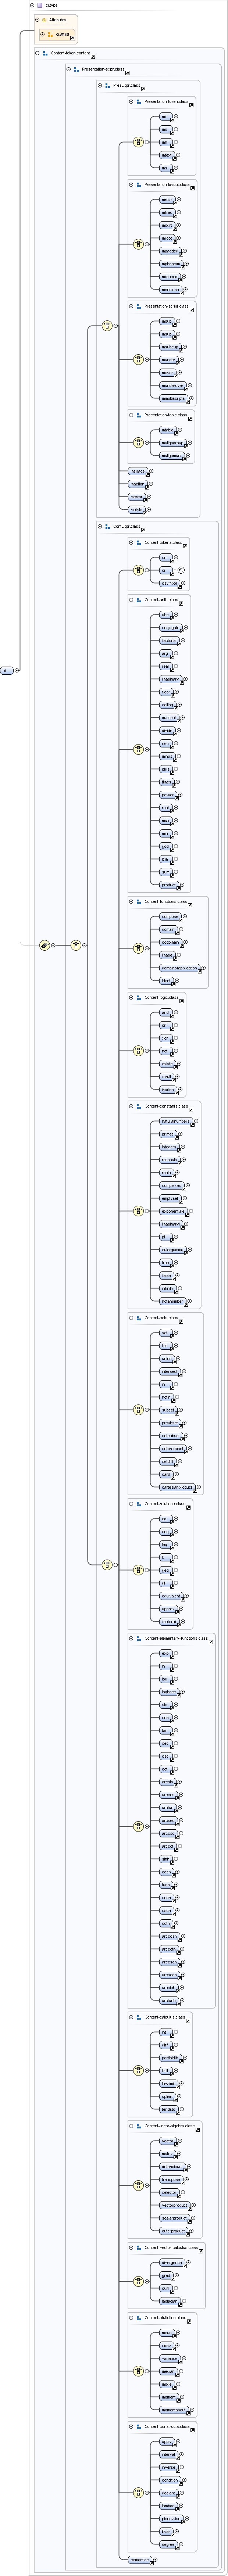 ci.type
Attributes
ci.attlist
Content-token.content
Presentation-expr.class
PresExpr.class
Presentation-token.class
mi
mo
mn
mtext
ms
Presentation-layout.class
mrow
mfrac
msqrt
mroot
mpadded
mphantom
mfenced
menclose
Presentation-script.class
msub
msup
msubsup
munder
mover
munderover
mmultiscripts
Presentation-table.class
mtable
maligngroup
malignmark
mspace
maction
merror
mstyle
ContExpr.class
Content-tokens.class
cn
ci
csymbol
Content-arith.class
abs
conjugate
factorial
arg
real
imaginary
floor
ceiling
quotient
divide
rem
minus
plus
times
power
root
max
min
gcd
lcm
sum
product
ci
Content-functions.class
compose
domain
codomain
image
domainofapplication
ident
Content-logic.class
and
or
xor
not
exists
forall
implies
Content-constants.class
naturalnumbers
primes
integers
rationals
reals
complexes
emptyset
exponentiale
imaginaryi
pi
eulergamma
true
false
infinity
notanumber
Content-sets.class
set
list
union
intersect
in
notin
subset
prsubset
notsubset
notprsubset
setdiff
card
cartesianproduct
Content-relations.class
eq
neq
leq
lt
geq
gt
equivalent
approx
factorof
Content-elementary-functions.class
exp
ln
log
logbase
sin
cos
tan
sec
csc
cot
arcsin
arccos
arctan
arcsec
arccsc
arccot
sinh
cosh
tanh
sech
csch
coth
arccosh
arccoth
arccsch
arcsech
arcsinh
arctanh
Content-calculus.class
int
diff
partialdiff
limit
lowlimit
uplimit
tendsto
Content-linear-algebra.class
vector
matrix
determinant
transpose
selector
vectorproduct
scalarproduct
outerproduct
Content-vector-calculus.class
divergence
grad
curl
laplacian
Content-statistics.class
mean
sdev
variance
median
mode
moment
momentabout
Content-constructs.class
apply
interval
inverse
condition
declare
lambda
piecewise
bvar
degree
semantics